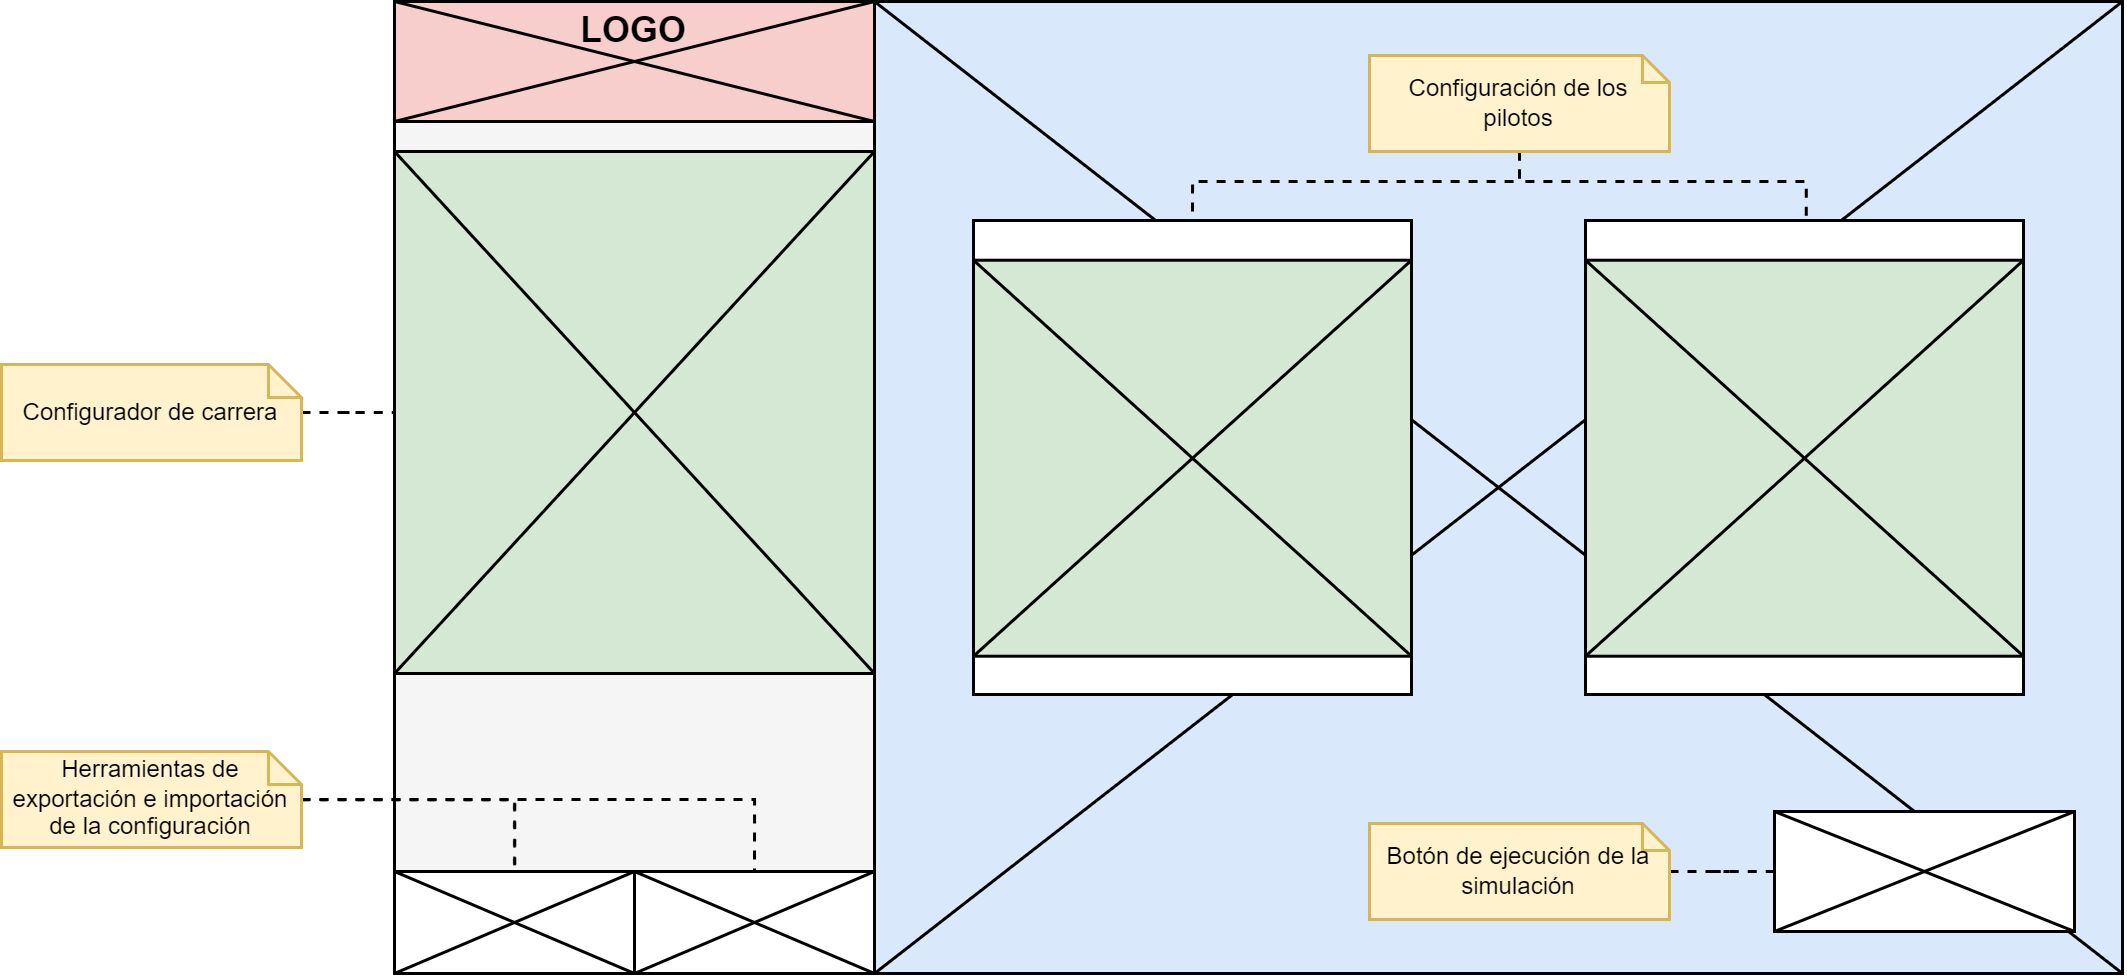 LOGO
Configuración de los
pilotos
Configurador de carrera
Herramientas de
exportación e importación
de la configuración
Botón de ejecución de la
simulación